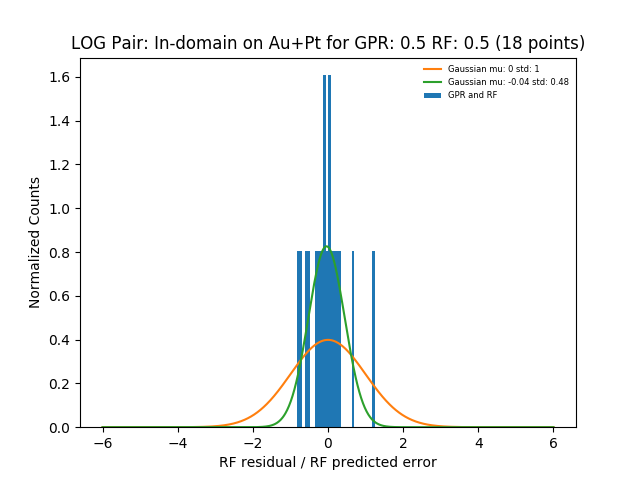 LOG Pair: In-domain on Au+Pt for GPR: 0.5 RF: 0.5 (18 points)
Gaussian mu: 0 std: 1
Gaussian mu: -0.04 std: 0.48
GPR and RF
Normalized Counts
1.6
1.4
1.2
1.0
0.8
0.6
0.4
0.2
0.0
−6 −4 −2 0 2 4 6
RF residual / RF predicted error